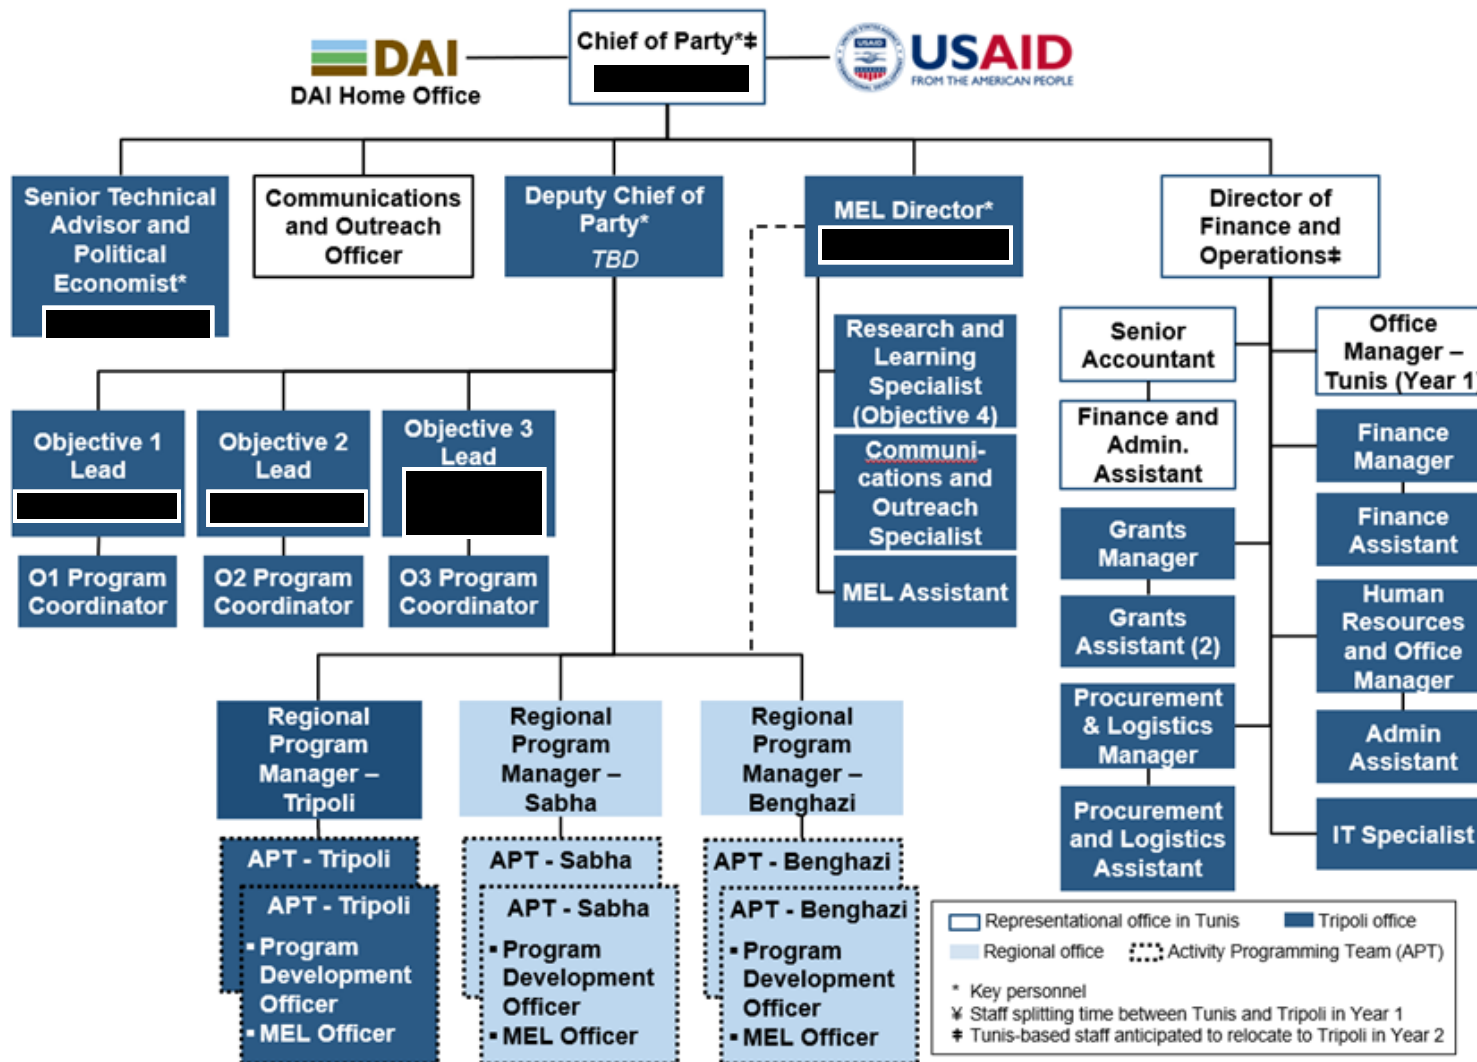 DAI
DAI Home Office
Chief of Party*‡
USAID
FROM THE AMERICAN PEOPLE
Senior Technical
Advisor and
Political
Economist*
Communications
and Outreach
Officer
Deputy Chief of
Party*
TBD
MEL Director*
Director of
Finance and
Operations‡
Objective 1
Lead
Objective 2
Lead
Objective 3
Lead
O1 Program
Coordinator
O2 Program
Coordinator
O3 Program
Coordinator
Research and
Learning
Specialist
(Objective 4)
Communi-
cations and
Outreach
Specialist
MEL Assistant
Senior
Accountant
Finance and
Admin.
Assistant
Grants
Manager
Grants
Assistant (2)
Procurement
& Logistics
Manager
Procurement
and Logistics
Assistant
Office
Manager –
Tunis (Year 1)
Finance
Manager
Finance
Assistant
Human
Resources
and Office
Manager
Admin
Assistant
IT Specialist
Regional
Program
Manager –
Tripoli
Regional
Program
Manager –
Sabha
Regional
Program
Manager –
Benghazi
APT - Tripoli
APT - Tripoli
▪ Program
Development
Officer
▪ MEL Officer
APT - Sabha
APT - Sabha
▪ Program
Development
Officer
▪ MEL Officer
APT - Benghazi
APT - Benghazi
▪ Program
Development
Officer
▪ MEL Officer
Representational office in Tunis
Tripoli office
Regional office
Activity Programming Team (APT)
* Key personnel
¥ Staff splitting time between Tunis and Tripoli in Year 1
‡ Tunis-based staff anticipated to relocate to Tripoli in Year 2